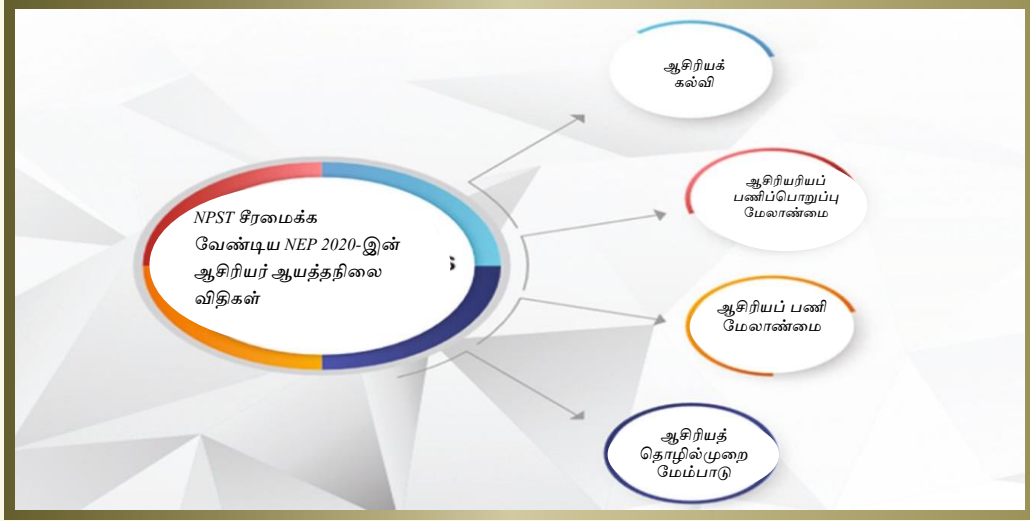 NPST சீரமைக்க
வேண்டிய NEP 2020-இன்
ஆசிரியர் ஆயத்தநிலை
விதிகள்
ஆசிரியக்
கல்வி
ஆசிரியரியப்
பணிப்பொறுப்பு
மேலாண்மை
ஆசிரியப் பணி
மேலாண்மை
ஆசிரியத்
தொழில்முறை
மேம்பாடு